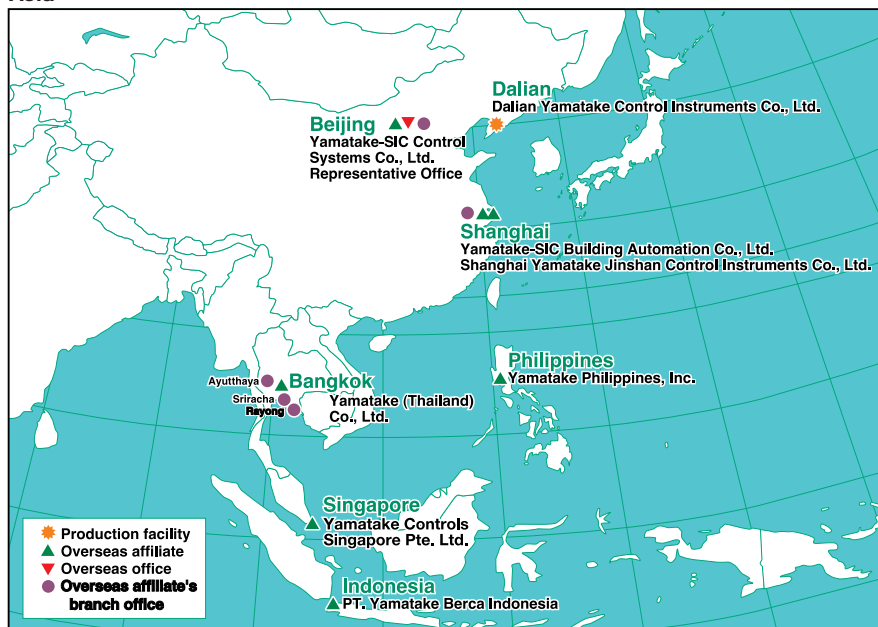 Dalian
Dalian Yamatake Control Instruments Co., Ltd.
Beijing
Yamatake-SIC Control
Systems Co., Ltd.
Representative Office
Shanghai
Yamatake-SIC Building Automation Co., Ltd.
Shanghai Yamatake Jinshan Control Instruments Co., Ltd.
Philippines
Yamatake Philippines, Inc.
Ayutthaya
Bangkok
Sriracha
Rayong
Yamatake (Thailand)
Co., Ltd.
Singapore
Yamatake Controls
Singapore Pte. Ltd.
Indonesia
PT. Yamatake Berca Indonesia
Production facility
Overseas affiliate
Overseas office
Overseas affiliate's
branch office